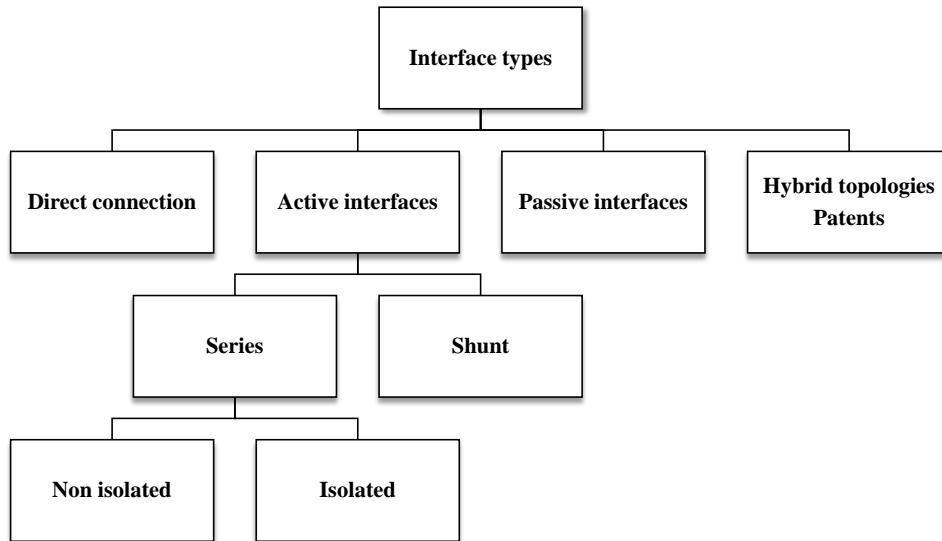 Interface types
Direct connection
Active interfaces
Passive interfaces
Hybrid topologies
Patents
Series
Shunt
Non isolated
Isolated